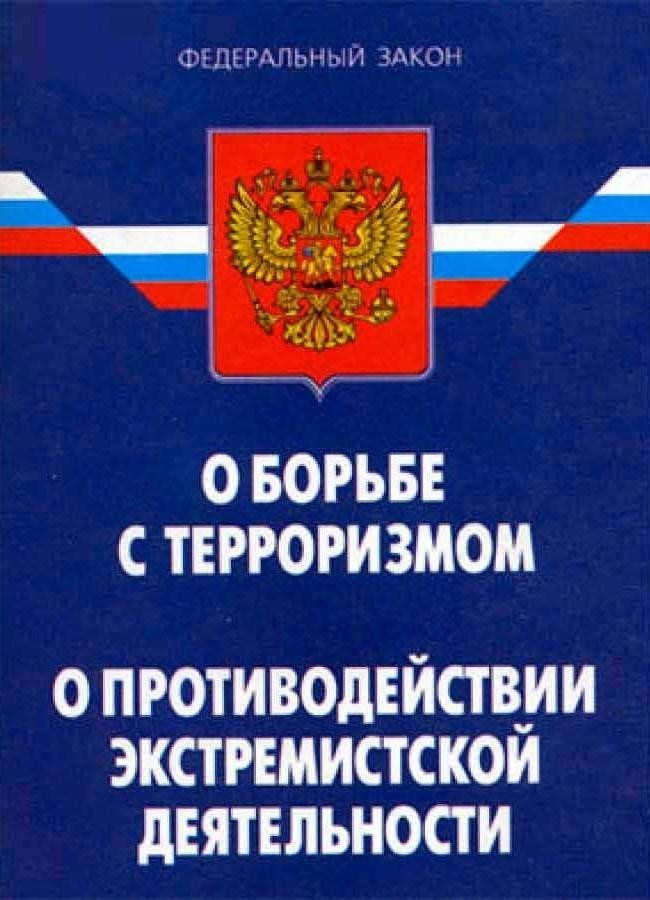 ФЕДЕРАЛЬНЫЙ ЗАКОН
О БОРЬБЕ
С ТЕРРОРИЗМОМ
О ПРОТИВОДЕЙСТВИИ
ЭКСТРЕМИСТСКОЙ
ДЕЯТЕЛЬНОСТИ